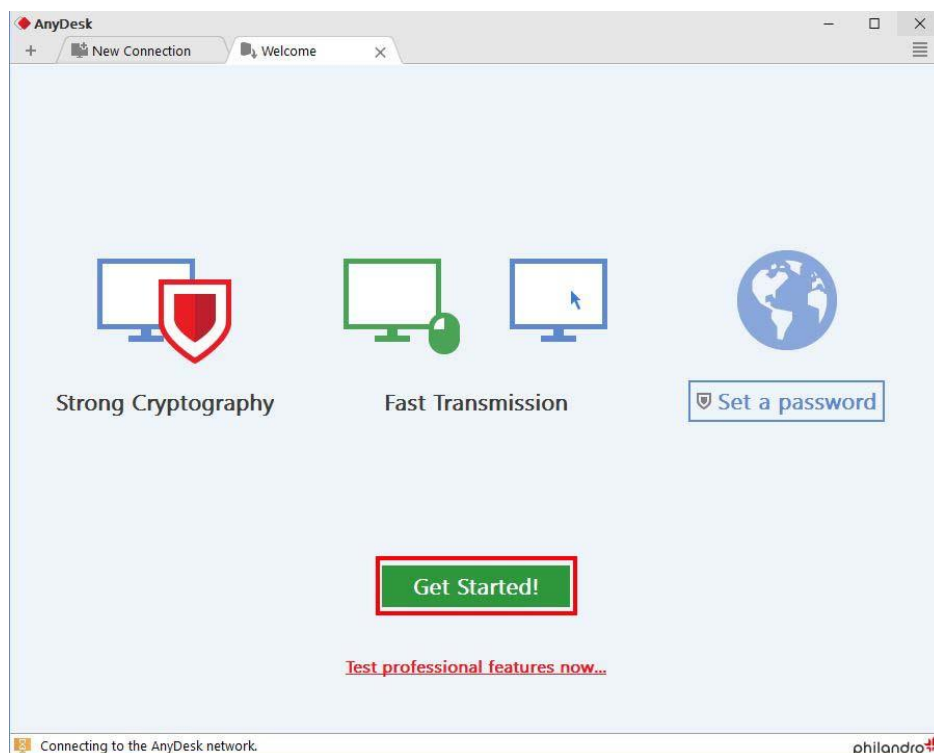 AnyDesk
+ New Connection Welcome
Strong Cryptography
Fast Transmission
Set a password
Get Started!
Test professional features now...
Connecting to the AnyDesk network.
philandro